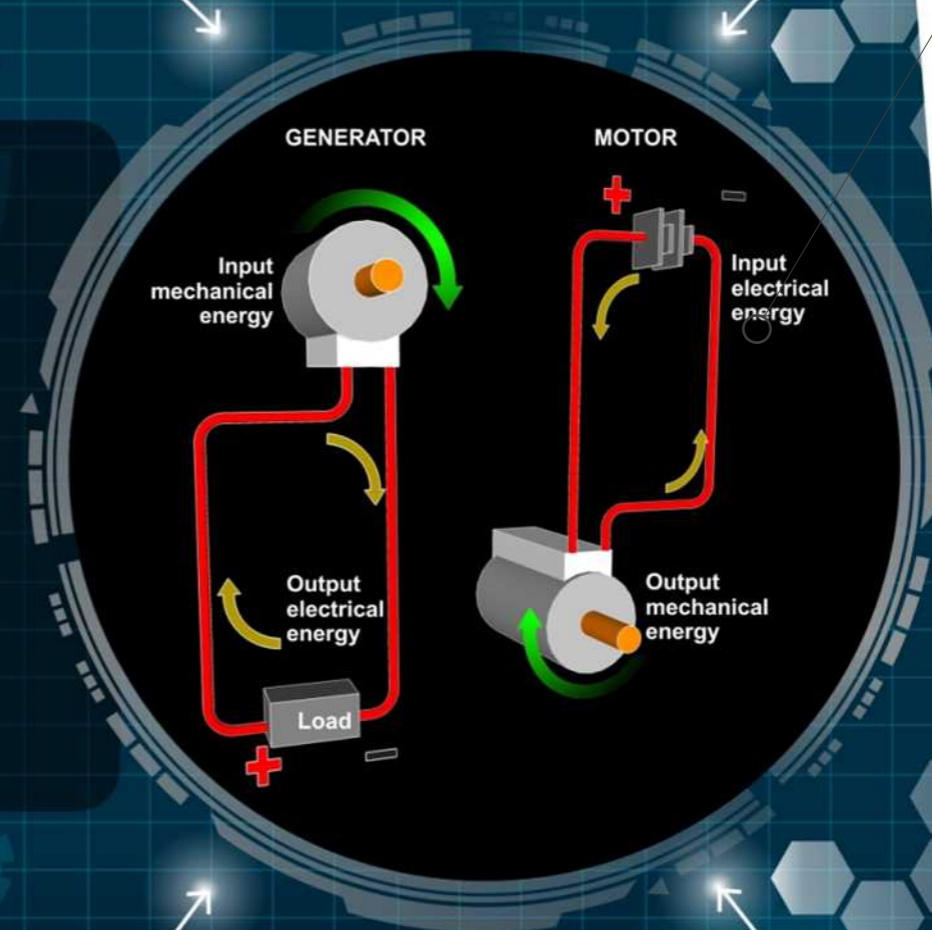 GENERATOR
MOTOR
+
−
Input
mechanical
energy
Input
electrical
energy
Output
electrical
energy
Output
mechanical
energy
Load
+
−